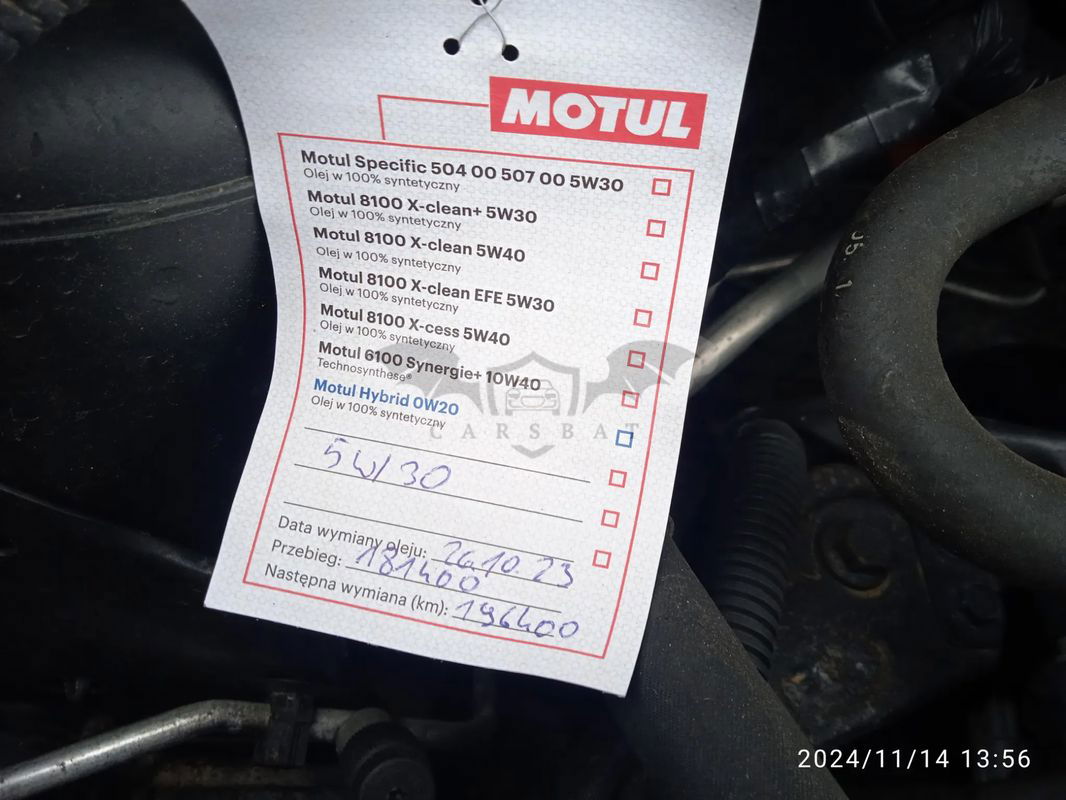 MOTUL
Motul Specific 504 00 507 00 5W30
Olej w 100% syntetyczny
Motul 8100 X-clean+ 5W30
Olej w 100% syntetyczny
Motul 8100 X-clean 5W40
Olej w 100% syntetyczny
Motul 8100 X-clean EFE 5W30
Olej w 100% syntetyczny
Motul 8100 X-cess 5W40
Olej w 100% syntetyczny
Motul 6100 Synergie+ 10W40
Technosynthese®
Motul Hybrid 0W20
Olej w 100% syntetyczny
CARSBAT
5W/30
Data wymiany oleju: 26.10 23
Przebieg: 181400
Następna wymiana (km): 196400
2024/11/14 13:56